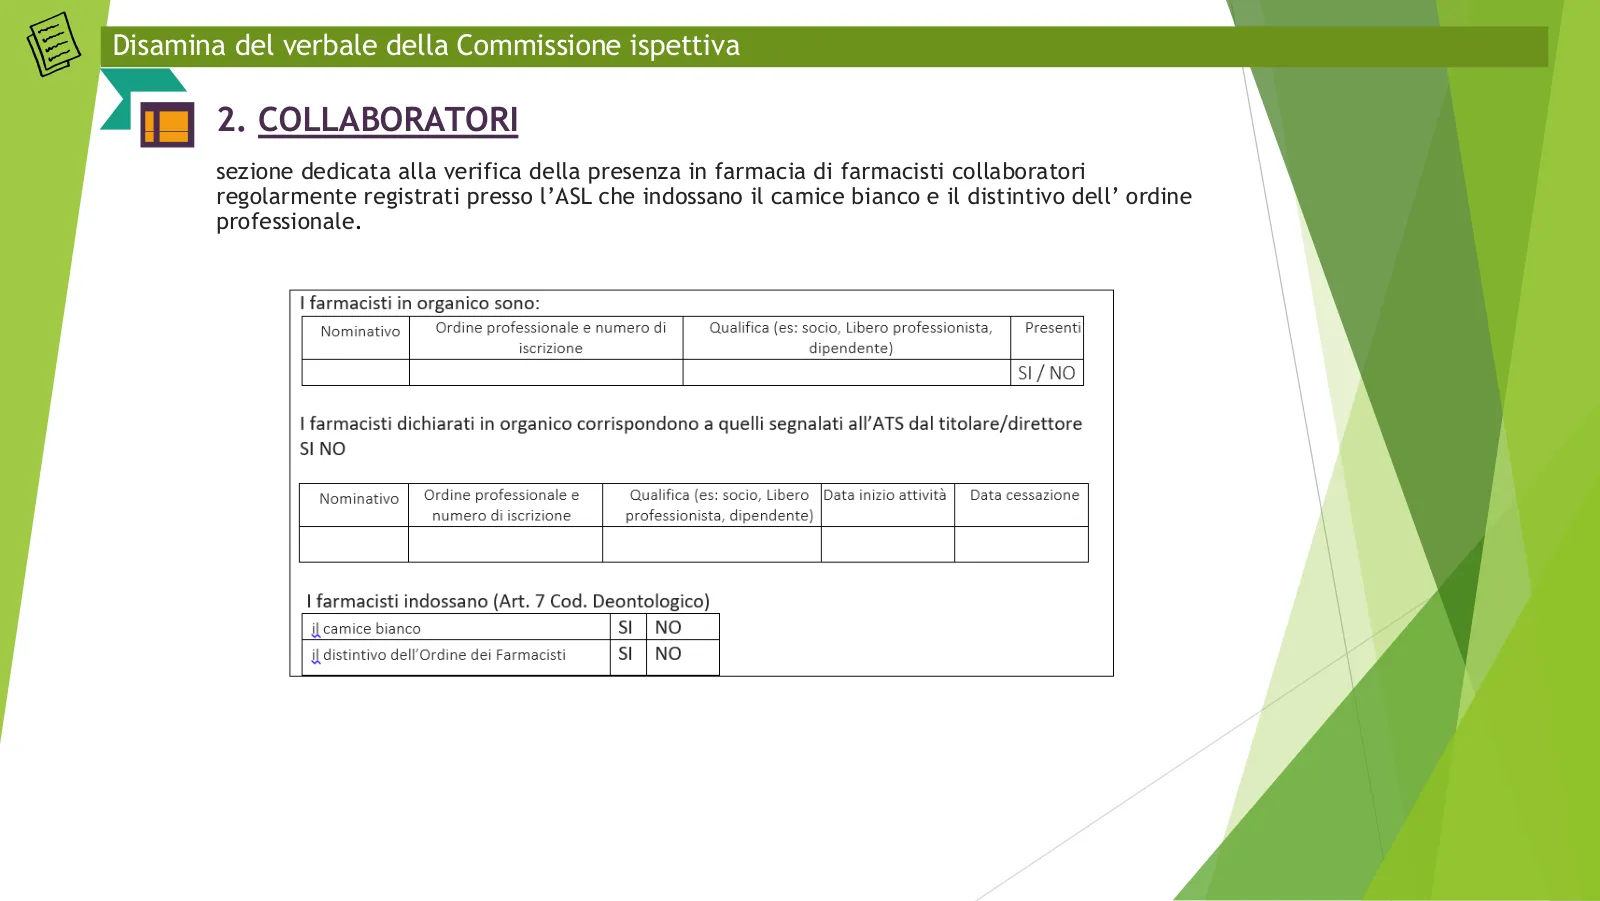 Disamina del verbale della Commissione ispettiva
2. COLLABORATORI
sezione dedicata alla verifica della presenza in farmacia di farmacisti collaboratori
regolarmente registrati presso l’ASL che indossano il camice bianco e il distintivo dell’ ordine
professionale.
I farmacisti in organico sono:
Nominativo Ordine professionale e numero di iscrizione Qualifica (es: socio, Libero professionista, dipendente) Presenti
SI / NO
I farmacisti dichiarati in organico corrispondono a quelli segnalati all’ATS dal titolare/direttore
SI NO
Nominativo Ordine professionale e numero di iscrizione Qualifica (es: socio, Libero professionista, dipendente) Data inizio attività Data cessazione
I farmacisti indossano (Art. 7 Cod. Deontologico)
il camice bianco SI NO
il distintivo dell’Ordine dei Farmacisti SI NO